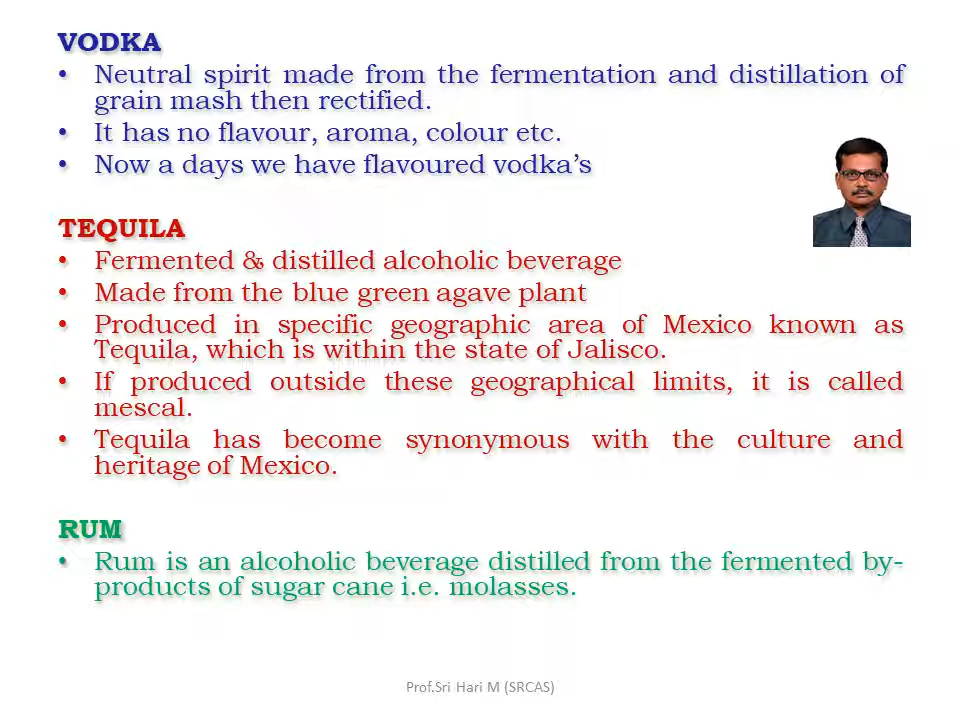 VODKA
• Neutral spirit made from the fermentation and distillation of
grain mash then rectified.
• It has no flavour, aroma, colour etc.
• Now a days we have flavoured vodka’s
TEQUILA
• Fermented & distilled alcoholic beverage
• Made from the blue green agave plant
• Produced in specific geographic area of Mexico known as
Tequila, which is within the state of Jalisco.
• If produced outside these geographical limits, it is called
mescal.
• Tequila has become synonymous with the culture and
heritage of Mexico.
RUM
• Rum is an alcoholic beverage distilled from the fermented by-
products of sugar cane i.e. molasses.
Prof.Sri Hari M (SRCAS)